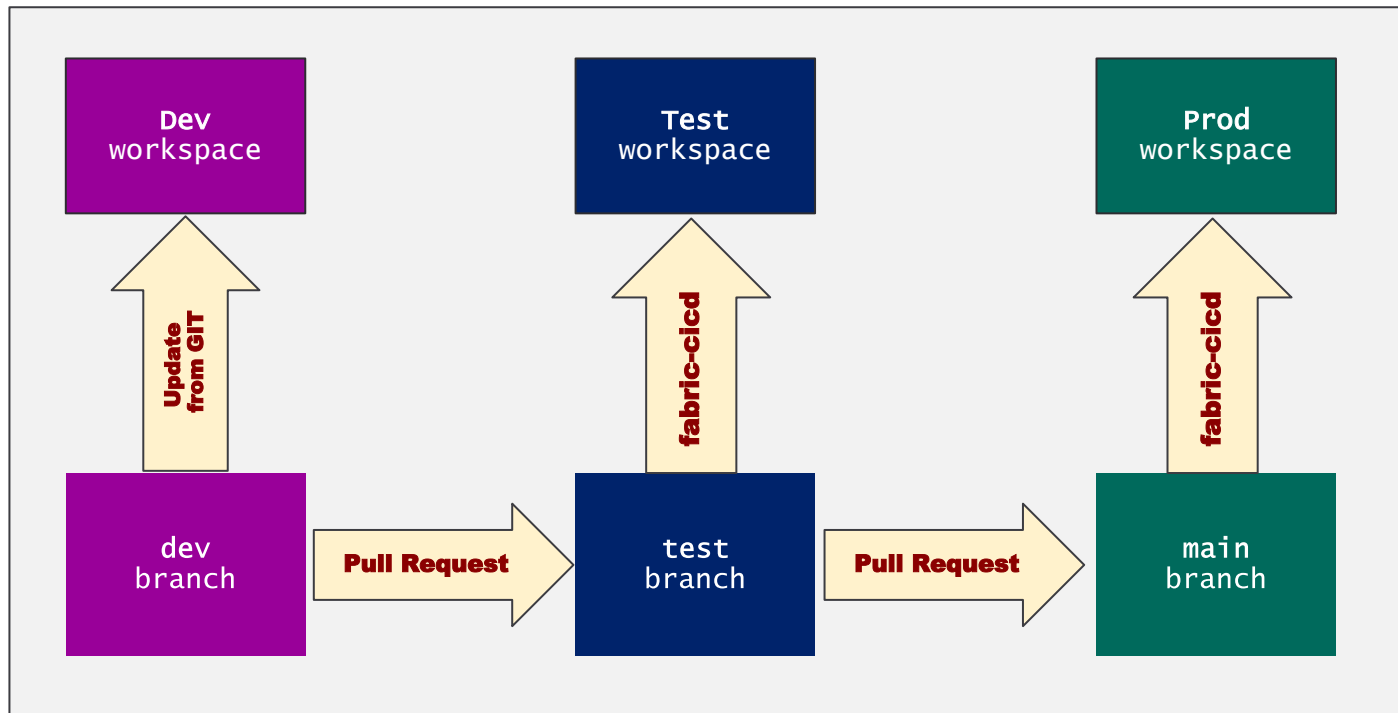 Dev
workspace
Test
workspace
Prod
workspace
Update
from GIT
fabric-cicd
fabric-cicd
dev
branch
Pull Request
test
branch
Pull Request
main
branch